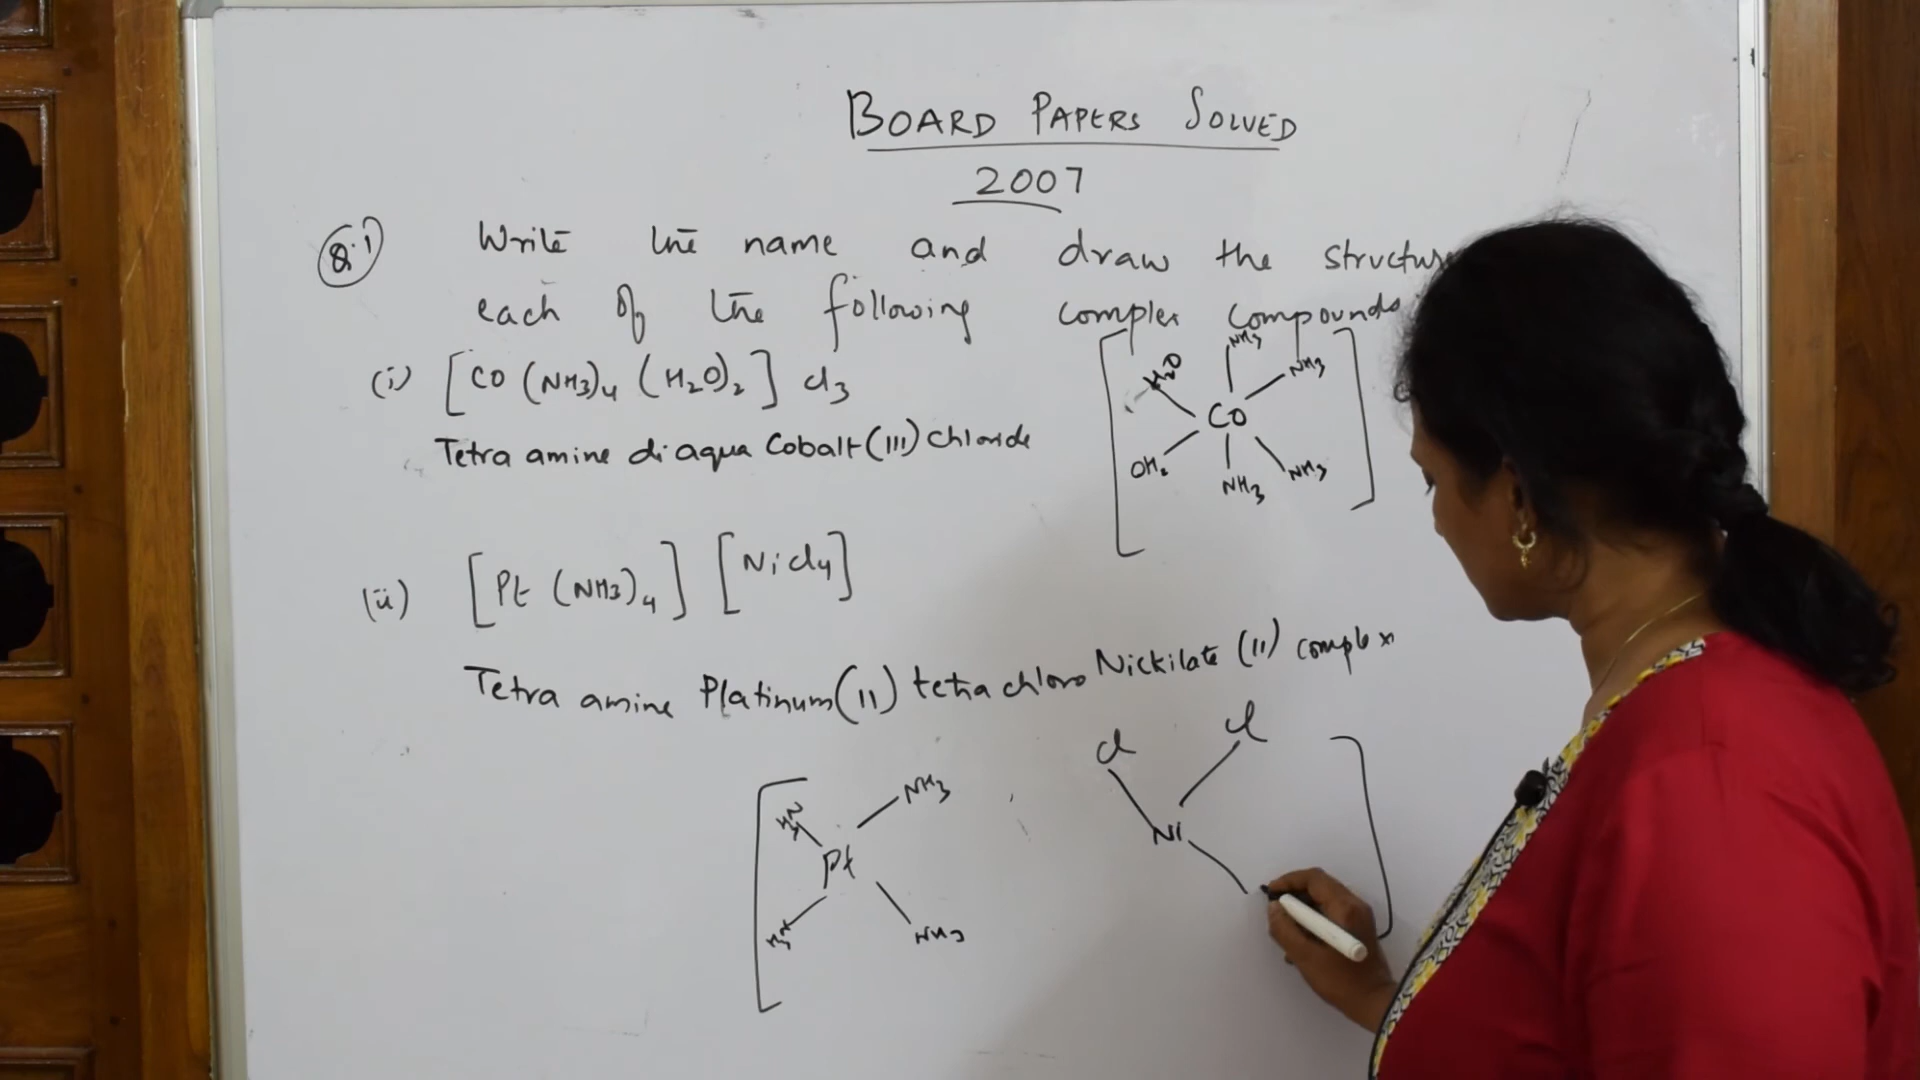 BOARD PAPERS SOLVED
2007
Q.1 Write the name and draw the structure
each of the following complex compounds
(i) [CO (NH3)4 (H2O)2] Cl3
Tetra amine di aqua Cobalt (III) chloride
H2O NH3 NH3
CO
OH2 NH3 NH3
(ii) [Pt (NH3)4] [NiCl4]
Tetra amine Platinum (II) tetra chloro Nickilate (II) complex
H3N NH3
Pt
H3N NH3
Cl Cl
Ni